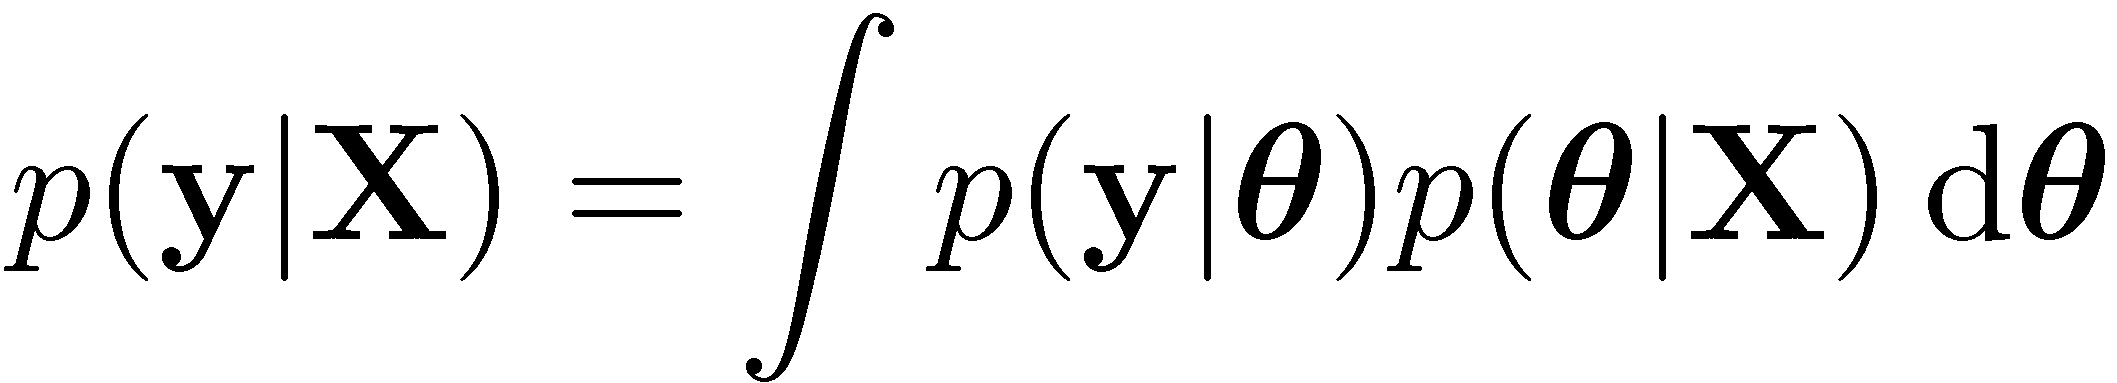 p(𝐲|𝐗) = ∫ p(𝐲|𝜽)p(𝜽|𝐗) d𝜽